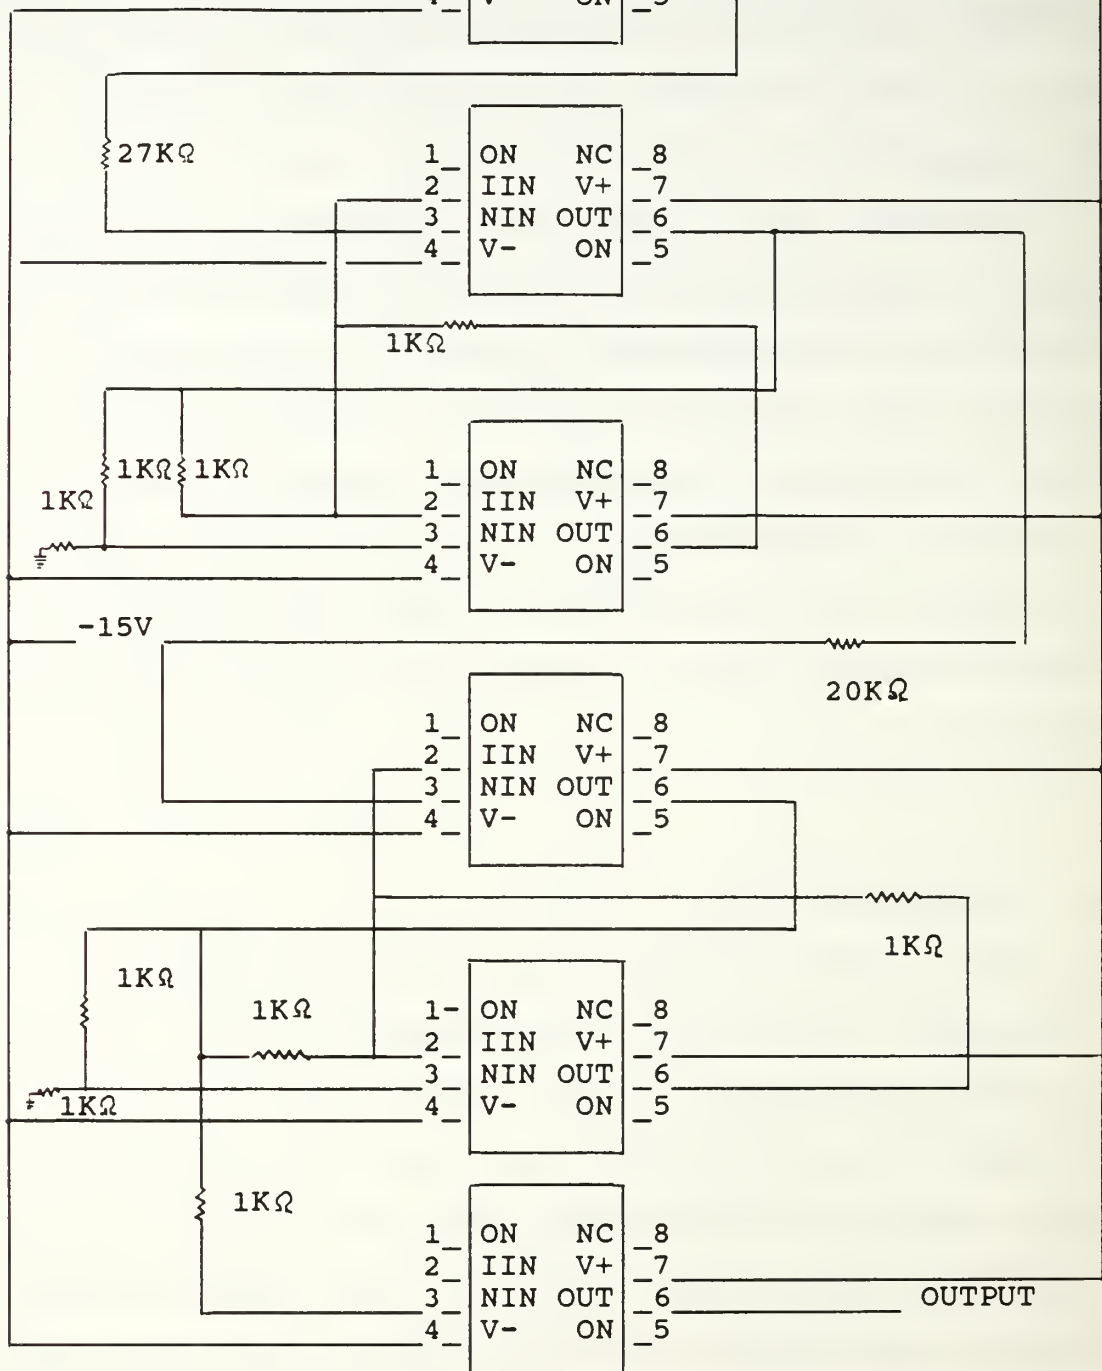 4_ V- ON _5
27KΩ
1_ ON NC _8
2_ IIN V+ _7
3_ NIN OUT _6
4_ V- ON _5
1KΩ
1KΩ 1KΩ
1KΩ
1_ ON NC _8
2_ IIN V+ _7
3_ NIN OUT _6
4_ V- ON _5
-15V
20KΩ
1_ ON NC _8
2_ IIN V+ _7
3_ NIN OUT _6
4_ V- ON _5
1KΩ
1KΩ
1KΩ
1- ON NC _8
2_ IIN V+ _7
3_ NIN OUT _6
1KΩ
4_ V- ON _5
1KΩ
1_ ON NC _8
2_ IIN V+ _7
3_ NIN OUT _6 OUTPUT
4_ V- ON _5